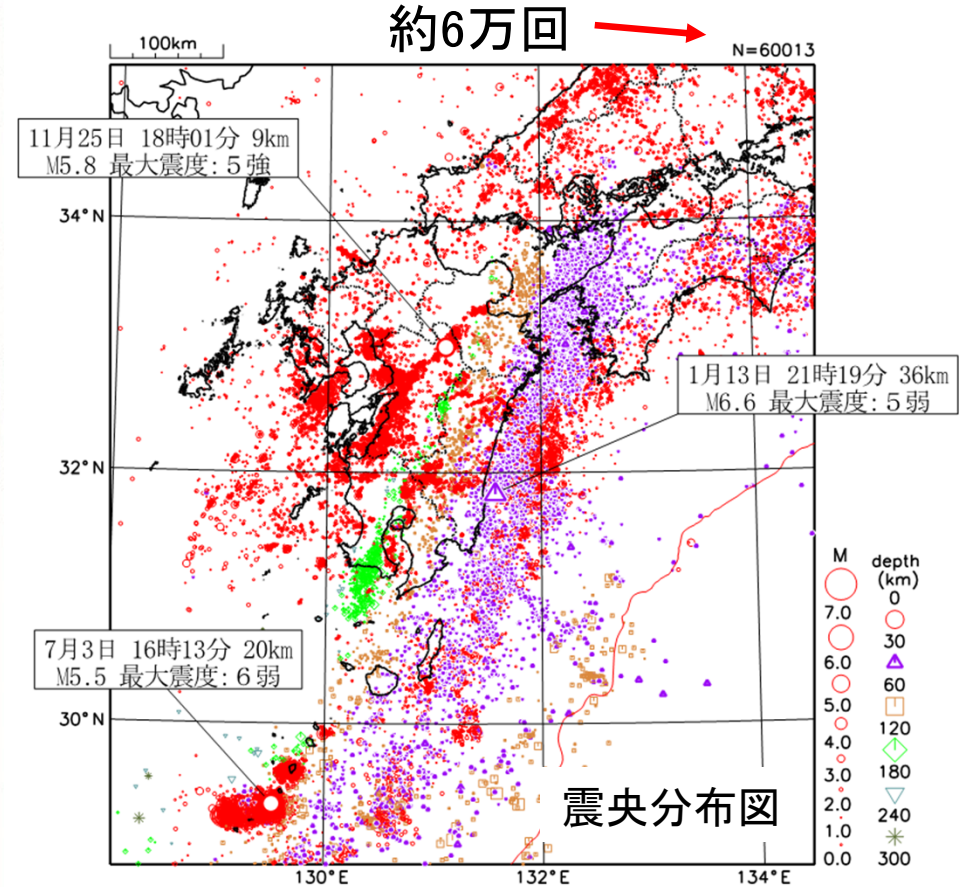 約6万回
100km
N=60013
11月25日 18時01分 9km
M5.8 最大震度:5強
34°N
1月13日 21時19分 36km
M6.6 最大震度:5弱
32°N
7月3日 16時13分 20km
M5.5 最大震度:6弱
30°N
震央分布図
130°E
132°E
134°E
M
7.0
6.0
5.0
4.0
3.0
2.0
1.0
0.0
depth
(km)
0
30
60
120
180
240
300